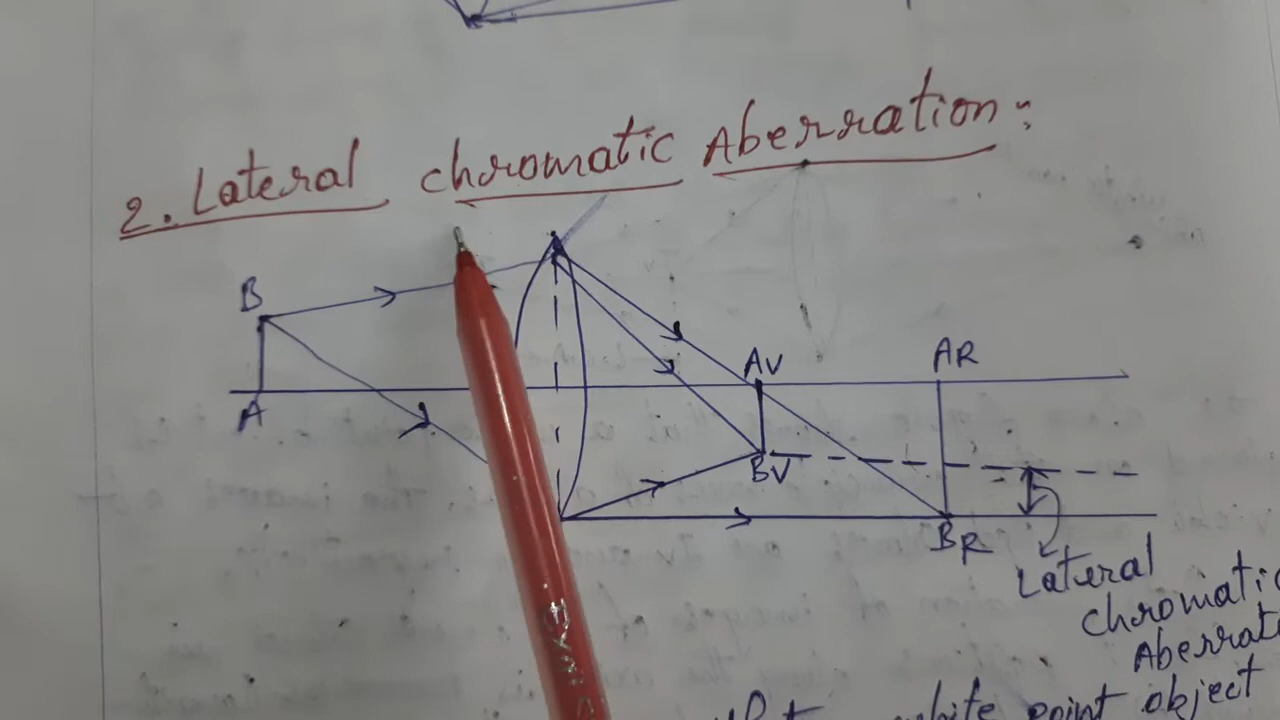 2. Lateral chromatic Aberration:
B
A
AV
AR
BV
BR
Lateral
chromatic
Aberrat
white point object